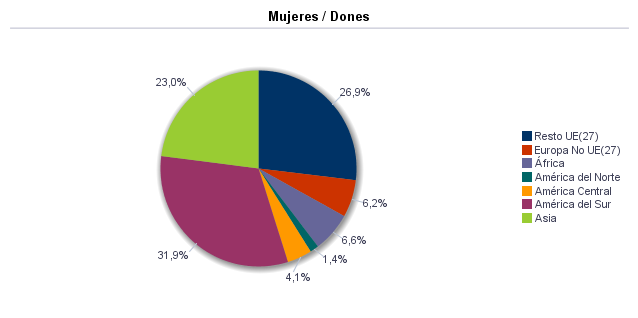 Mujeres / Dones
23,0%
26,9%
6,2%
6,6%
1,4%
4,1%
31,9%
Resto UE(27)
Europa No UE(27)
África
América del Norte
América Central
América del Sur
Asia